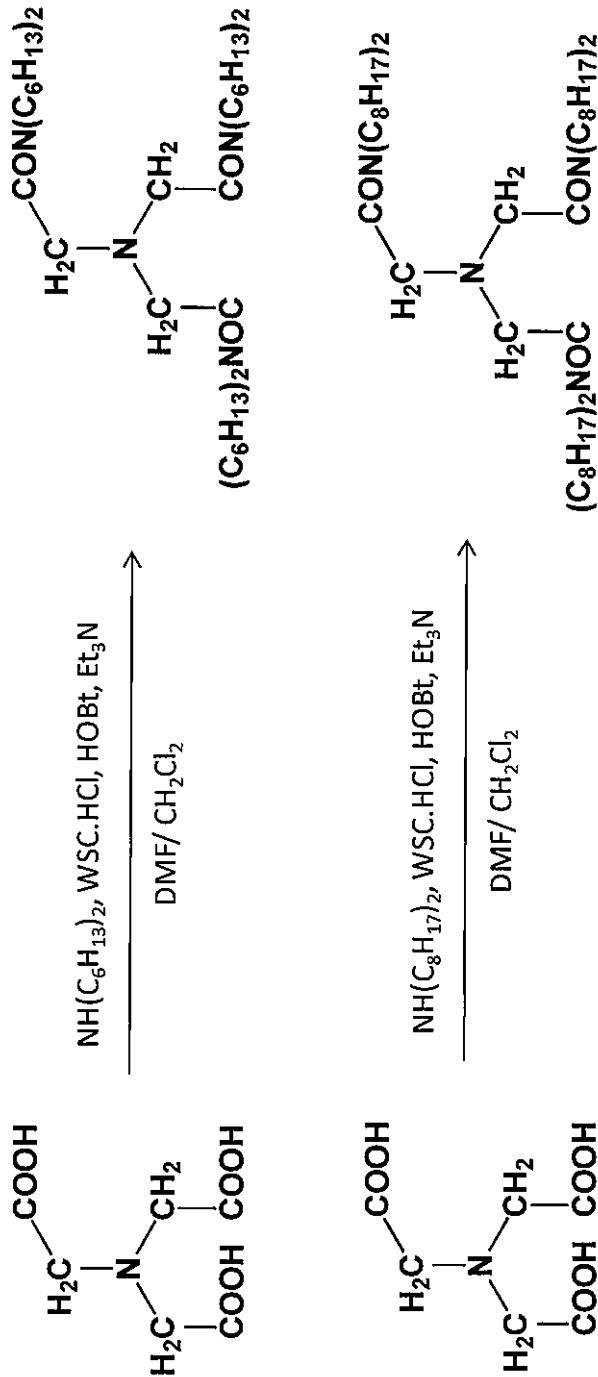 H2C COOH
N CH2
H2C COOH
COOH
NH(C6H13)2, WSC.HCl, HOBt, Et3N
DMF/ CH2Cl2
H2C CON(C6H13)2
N CH2
H2C CON(C6H13)2
(C6H13)2NOC
H2C COOH
N CH2
H2C COOH
COOH
NH(C8H17)2, WSC.HCl, HOBt, Et3N
DMF/ CH2Cl2
H2C CON(C8H17)2
N CH2
H2C CON(C8H17)2
(C8H17)2NOC